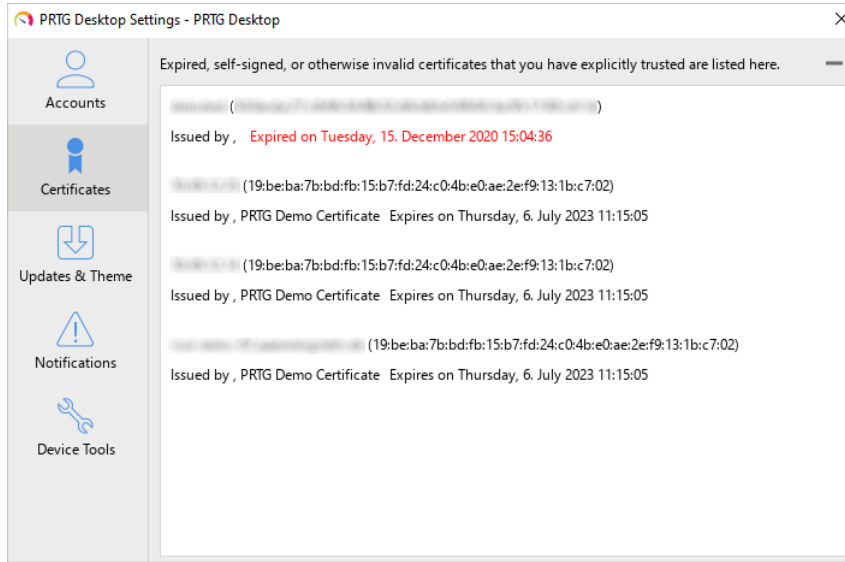 PRTG Desktop Settings - PRTG Desktop
Accounts
Certificates
Updates & Theme
Notifications
Device Tools
Expired, self-signed, or otherwise invalid certificates that you have explicitly trusted are listed here.
( )
Issued by , Expired on Tuesday, 15. December 2020 15:04:36
(19:be:ba:7b:bd:fb:15:b7:fd:24:c0:4b:e0:ae:2e:f9:13:1b:c7:02)
Issued by , PRTG Demo Certificate Expires on Thursday, 6. July 2023 11:15:05
(19:be:ba:7b:bd:fb:15:b7:fd:24:c0:4b:e0:ae:2e:f9:13:1b:c7:02)
Issued by , PRTG Demo Certificate Expires on Thursday, 6. July 2023 11:15:05
(19:be:ba:7b:bd:fb:15:b7:fd:24:c0:4b:e0:ae:2e:f9:13:1b:c7:02)
Issued by , PRTG Demo Certificate Expires on Thursday, 6. July 2023 11:15:05